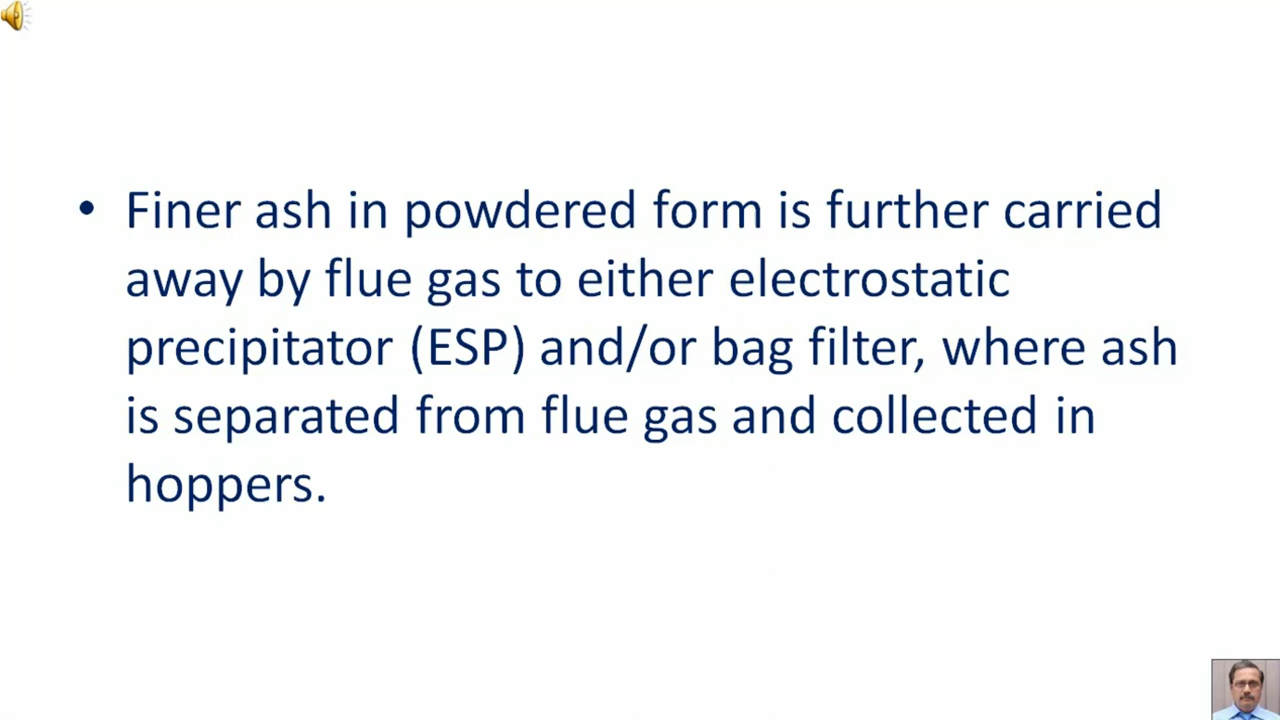 • Finer ash in powdered form is further carried
away by flue gas to either electrostatic
precipitator (ESP) and/or bag filter, where ash
is separated from flue gas and collected in
hoppers.